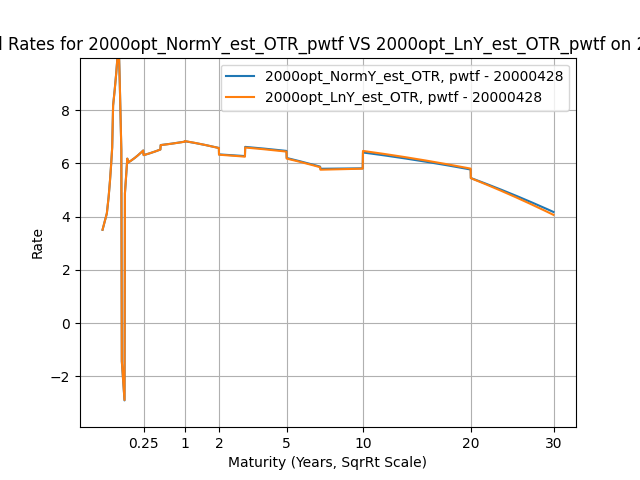 l Rates for 2000opt_NormY_est_OTR_pwtf VS 2000opt_LnY_est_OTR_pwtf on 2
2000opt_NormY_est_OTR, pwtf - 20000428
2000opt_LnY_est_OTR, pwtf - 20000428
8
6
4
2
0
−2
Rate
0.25 1 2 5 10 20 30
Maturity (Years, SqrRt Scale)